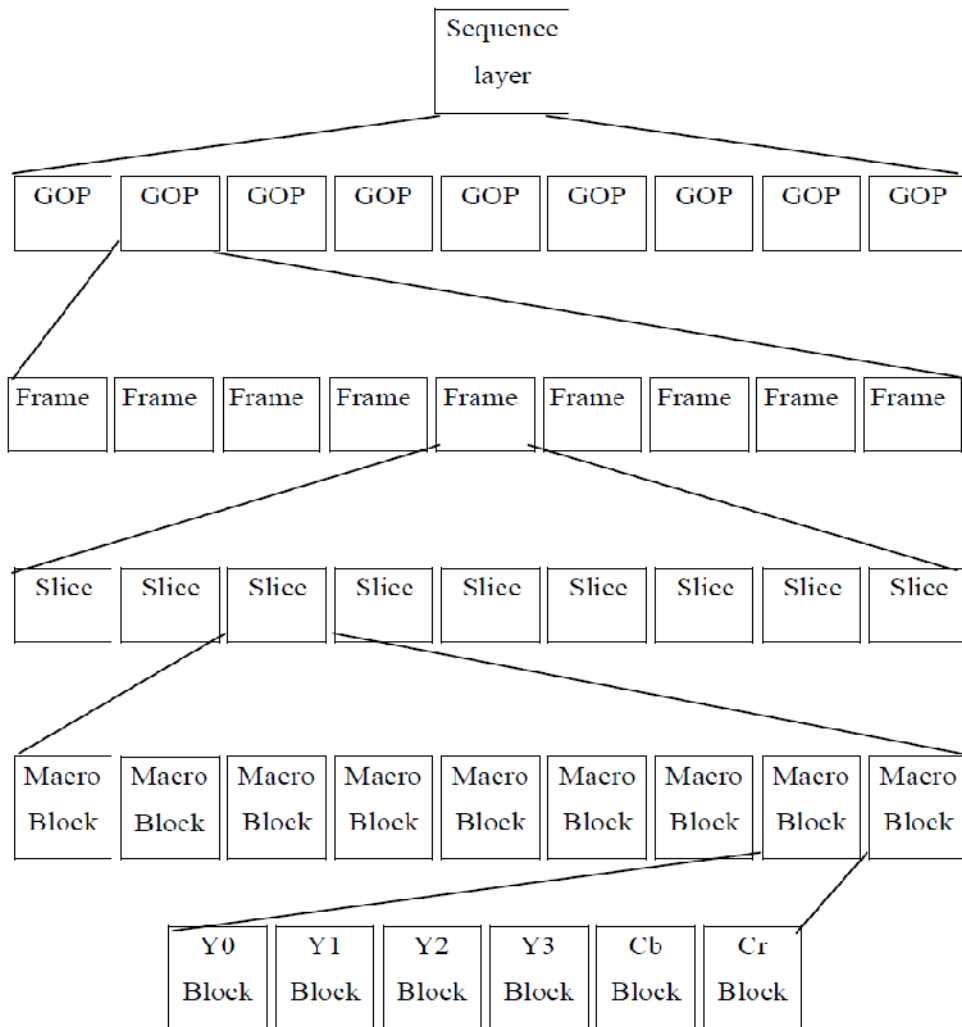 Sequence
layer
GOP GOP GOP GOP GOP GOP GOP GOP GOP
Frame Frame Frame Frame Frame Frame Frame Frame Frame
Slice Slice Slice Slice Slice Slice Slice Slice Slice
Macro Macro Macro Macro Macro Macro Macro Macro Macro
Block Block Block Block Block Block Block Block Block
Y0 Y1 Y2 Y3 Cb Cr
Block Block Block Block Block Block